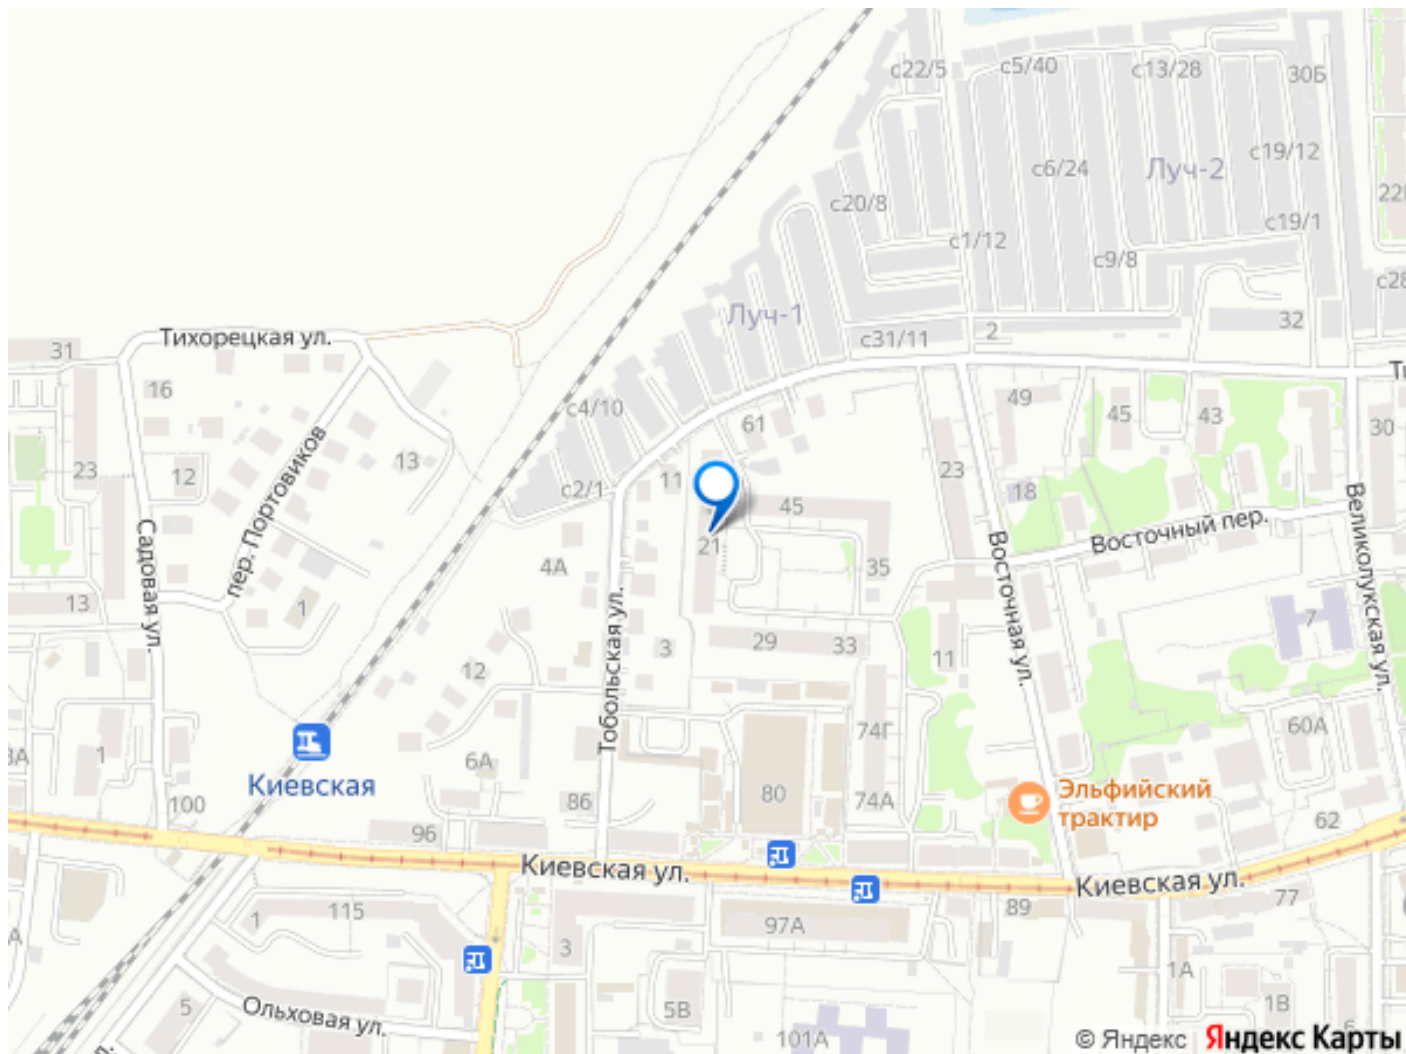 с22/5
с5/40
с13/28
30Б
с6/24
Луч-2
с19/12
с20/8
с19/1
с1/12
с9/8
с28
Луч-1
32
2
с31/11
Тихорецкая ул.
31
16
с4/10
49
45
43
61
30
пер. Портовиков
13
12
23
с2/1
11
23
18
45
Великолукская ул.
Садовая ул.
Восточный пер.
21
4А
35
Восточная ул.
13
1
7
Тобольская ул.
3
29
33
11
12
74Г
60А
1
6А
Киевская
100
86
80
74А
Эльфийский
трактир
62
96
Киевская ул.
Киевская ул.
77
1
115
89
97А
3
1А
5
5В
1В
Ольховая ул.
101А
© Яндекс
Яндекс Карты